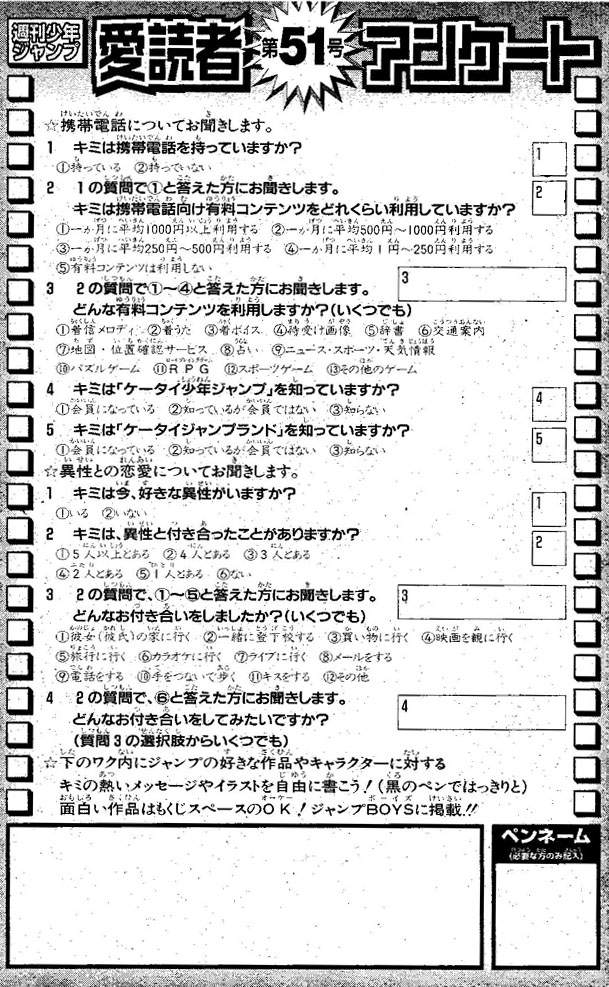 週刊少年
ジャンプ
愛読者
第51号
アンケート
☆携帯電話についてお聞きします。
1 キミは携帯電話を持っていますか?
①持っている ②持っていない
1
2 1の質問で①と答えた方にお聞きします。
2
キミは携帯電話向け有料コンテンツをどれくらい利用していますか?
①一か月に平均1000円以上利用する ②一か月に平均500円〜1000円利用する
③一か月に平均250円〜500円利用する ④一か月に平均1円〜250円利用する
⑤有料コンテンツは利用しない
3 2の質問で①〜④と答えた方にお聞きします。
3
どんな有料コンテンツを利用しますか?(いくつでも)
①着信メロディ ②着うた ③着ボイス ④待受け画像 ⑤辞書 ⑥交通案内
⑦地図・位置確認サービス ⑧占い ⑨ニュース・スポーツ・天気情報
⑩パズルゲーム ⑪RPG ⑫スポーツゲーム ⑬その他のゲーム
4 キミは「ケータイ少年ジャンプ」を知っていますか?
①会員になっている ②知っているが会員ではない ③知らない
4
5 キミは「ケータイジャンプランド」を知っていますか?
①会員になっている ②知っているが会員ではない ③知らない
5
☆異性との恋愛についてお聞きします。
1 キミは今、好きな異性がいますか?
①いる ②いない
1
2 キミは、異性と付き合ったことがありますか?
①5人以上とある ②4人とある ③3人とある
2
④2人とある ⑤1人とある ⑥ない
3 2の質問で、①〜⑤と答えた方にお聞きします。
3
どんなお付き合いをしましたか?(いくつでも)
①彼女(彼氏)の家に行く ②一緒に登下校する ③買い物に行く ④映画を観に行く
⑤旅行に行く ⑥カラオケに行く ⑦ライブに行く ⑧メールをする
⑨電話をする ⑩手をつないで歩く ⑪キスをする ⑫その他
4 2の質問で、⑥と答えた方にお聞きします。
4
どんなお付き合いをしてみたいですか?
(質問3の選択肢からいくつでも)
☆下のワク内にジャンプの好きな作品やキャラクターに対する
キミの熱いメッセージやイラストを自由に書こう!(黒のペンではっきりと)
面白い作品はもくじスペースのOK!ジャンプBOYSに掲載!!
ペンネーム
(必要な方のみ記入)